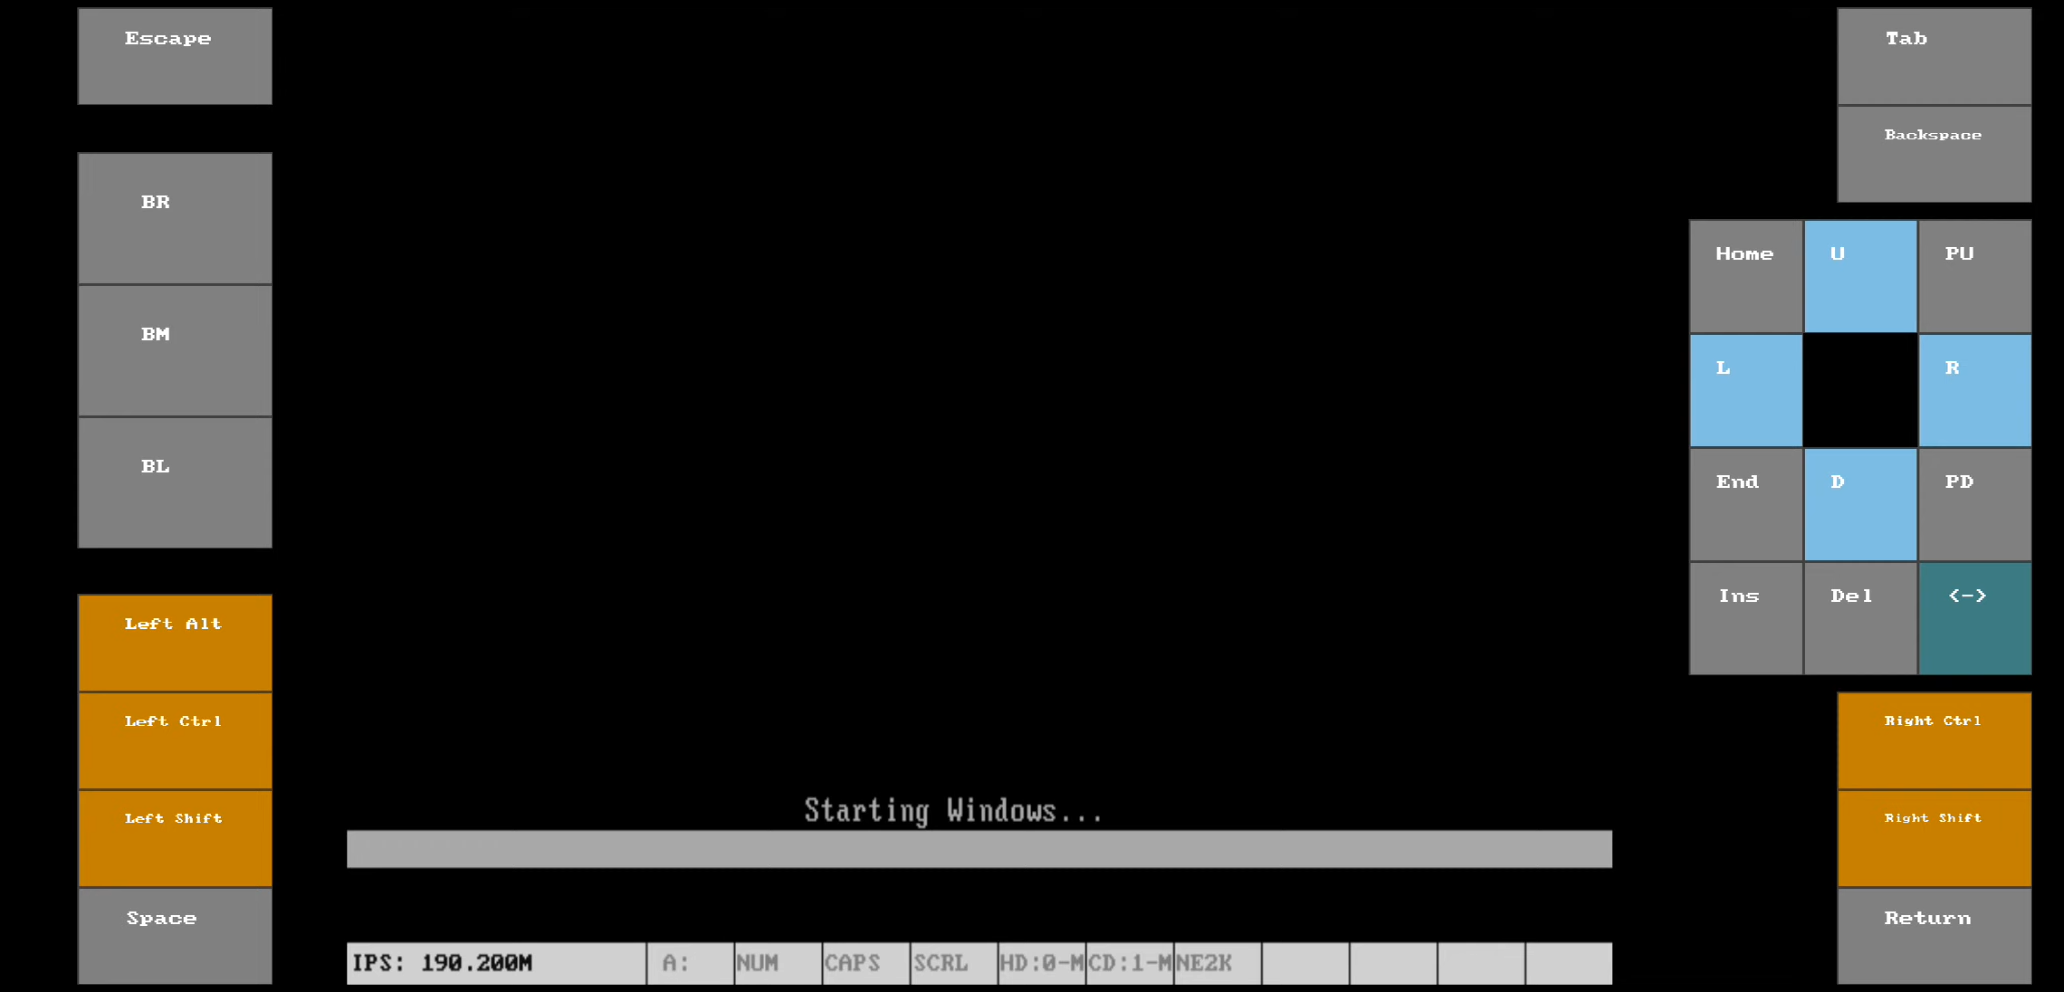 Escape
Tab
Backspace
BR
Home U PU
BM
L R
BL
End D PD
Ins Del <->
Left Alt
Left Ctrl
Right Ctrl
Left Shift
Right Shift
Starting Windows...
Space
Return
IPS: 190.200M A: NUM CAPS SCRL HD:0-M CD:1-M NE2K